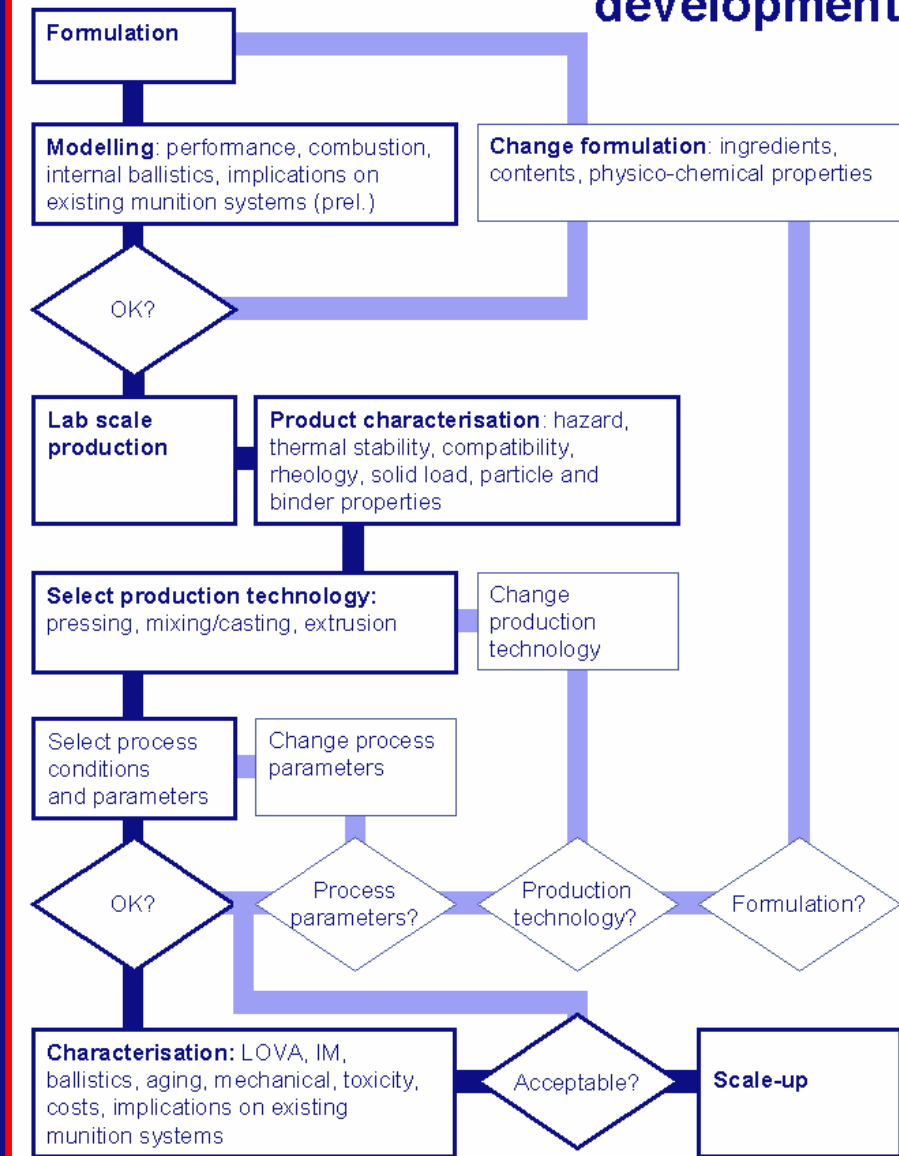 development
Formulation
Modelling: performance, combustion,
internal ballistics, implications on
existing munition systems (prel.)
Change formulation: ingredients,
contents, physico-chemical properties
OK?
Lab scale
production
Product characterisation: hazard,
thermal stability, compatibility,
rheology, solid load, particle and
binder properties
Select production technology:
pressing, mixing/casting, extrusion
Change
production
technology
Select process
conditions
and parameters
Change process
parameters
OK?
Process
parameters?
Production
technology?
Formulation?
Characterisation: LOVA, IM,
ballistics, aging, mechanical, toxicity,
costs, implications on existing
munition systems
Acceptable?
Scale-up